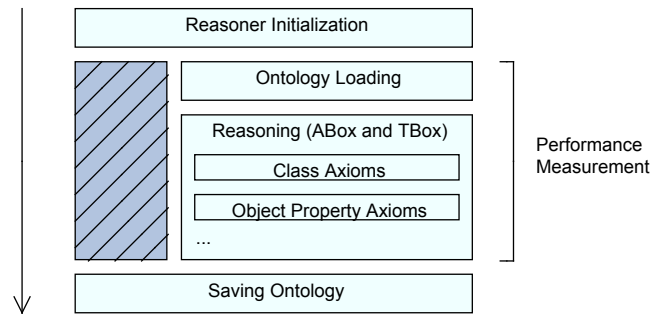 Reasoner Initialization
Ontology Loading
Reasoning (ABox and TBox)
Class Axioms
Object Property Axioms
...
Performance
Measurement
Saving Ontology